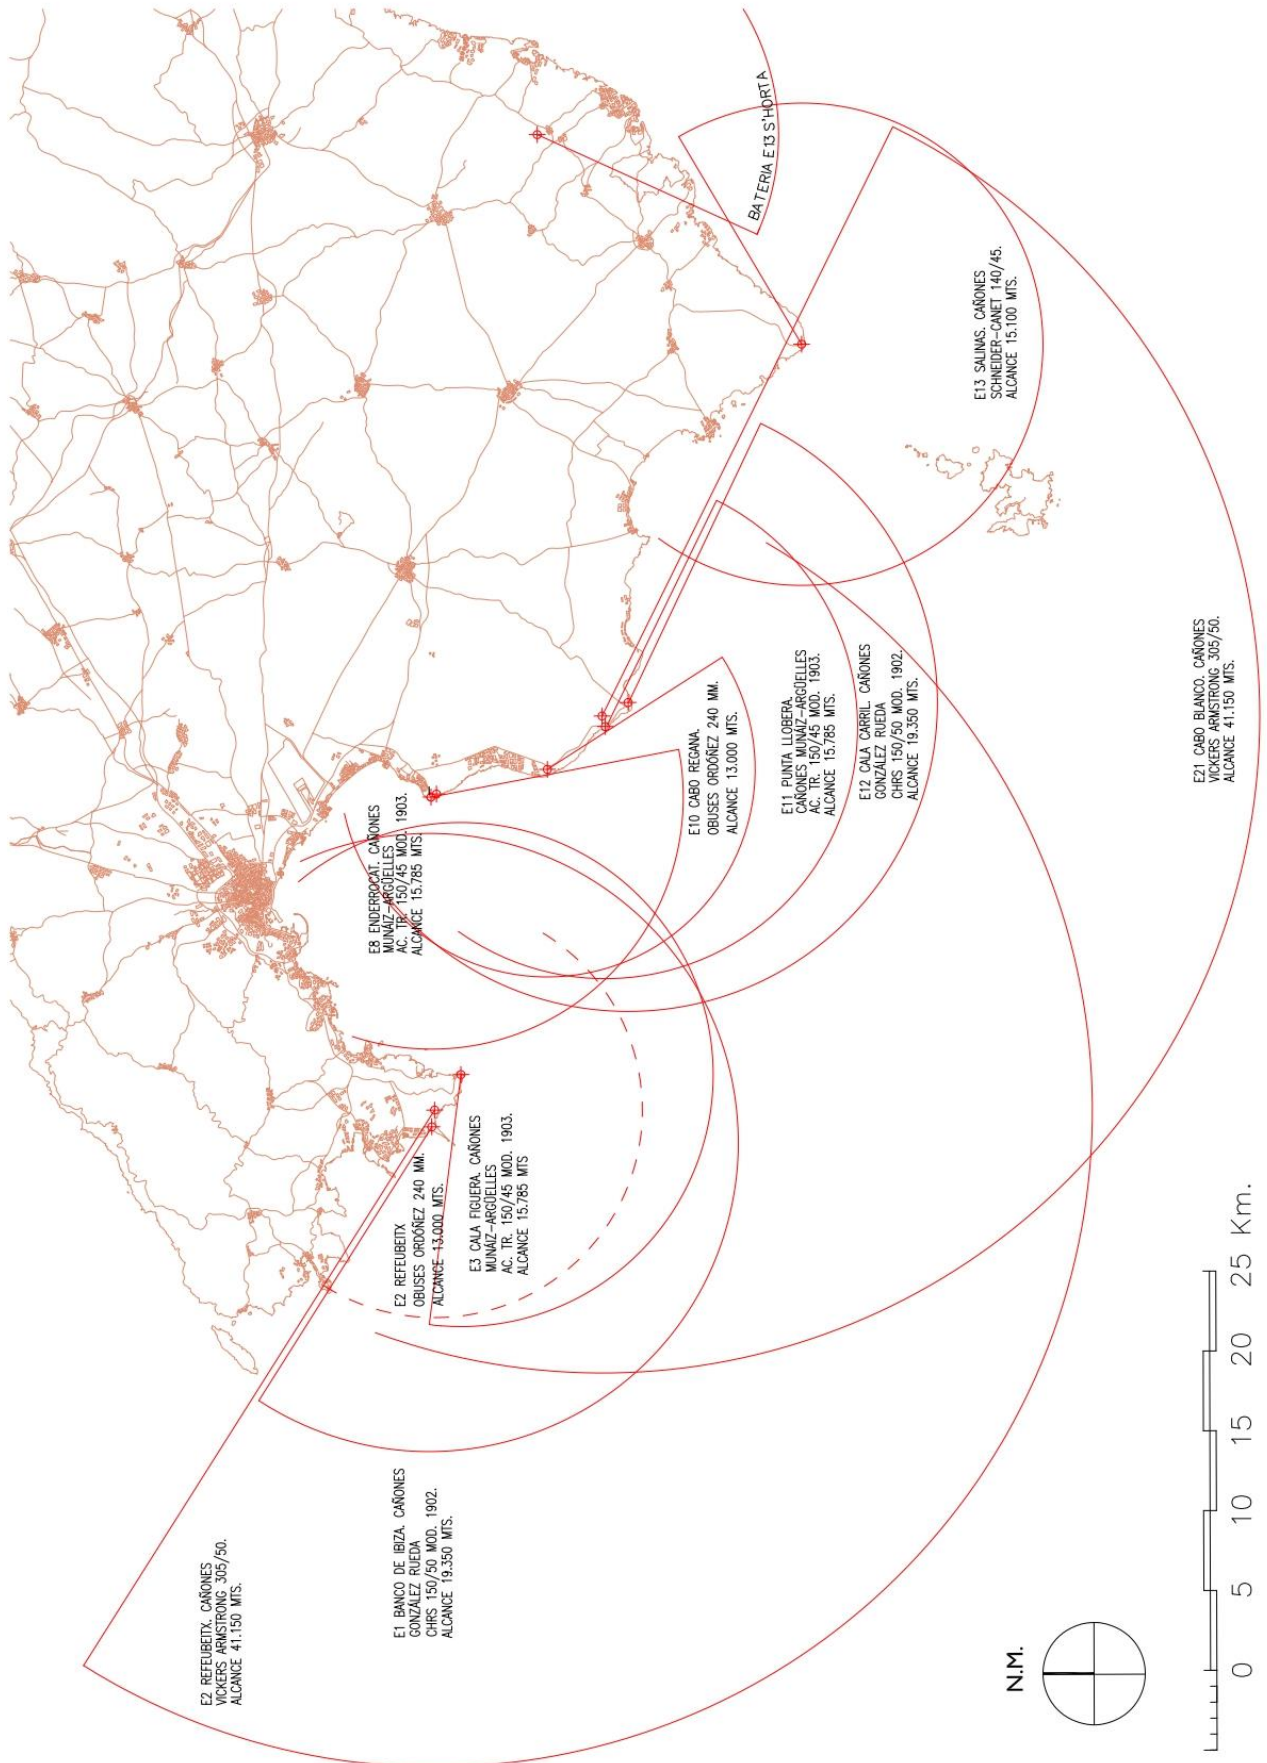 BATERIA E13 S'HORTA
E13 SALINAS. CAÑONES
SCHNEIDER-CANET 140/45.
ALCANCE 15.100 MTS.
E21 CABO BLANCO. CAÑONES
VICKERS ARMSTRONG 305/50.
ALCANCE 41.150 MTS.
E12 CALA CARRIL. CAÑONES
GONZÁLEZ RUEDA
CHRS 150/50 MOD. 1902.
ALCANCE 19.350 MTS.
E11 PUNTA LLOBERA.
CAÑONES MUNÁIZ-ARGÜELLES
AC. TR. 150/45 MOD. 1903.
ALCANCE 15.785 MTS.
E10 CABO REGANA.
OBUSES ORDÓÑEZ 240 MM.
ALCANCE 13.000 MTS.
E8 ENDERROCAT. CAÑONES
MUNÁIZ-ARGÜELLES
AC. TR. 150/45 MOD. 1903.
ALCANCE 15.785 MTS.
E3 CALA FIGUERA. CAÑONES
MUNÁIZ-ARGÜELLES
AC. TR. 150/45 MOD. 1903.
ALCANCE 15.785 MTS
E2 REFEUBEITX
OBUSES ORDÓÑEZ 240 MM.
ALCANCE 13.000 MTS.
E1 BANCO DE IBIZA. CAÑONES
GONZÁLEZ RUEDA
CHRS 150/50 MOD. 1902.
ALCANCE 19.350 MTS.
E2 REFEUBEITX. CAÑONES
VICKERS ARMSTRONG 305/50.
ALCANCE 41.150 MTS.
N.M.
0 5 10 15 20 25 Km.